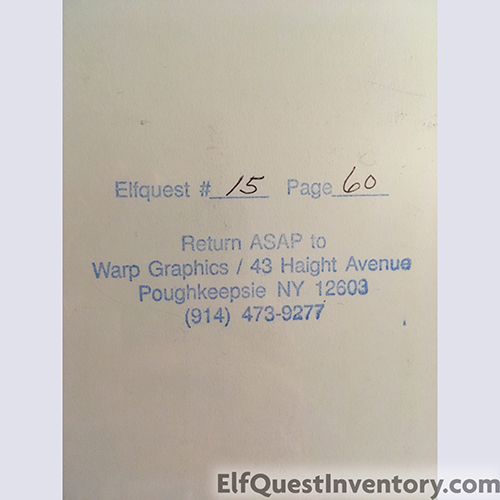 Elfquest # 15 Page 60
Return ASAP to
Warp Graphics / 43 Haight Avenue
Poughkeepsie NY 12603
(914) 473-9277
ElfQuestInventory.com